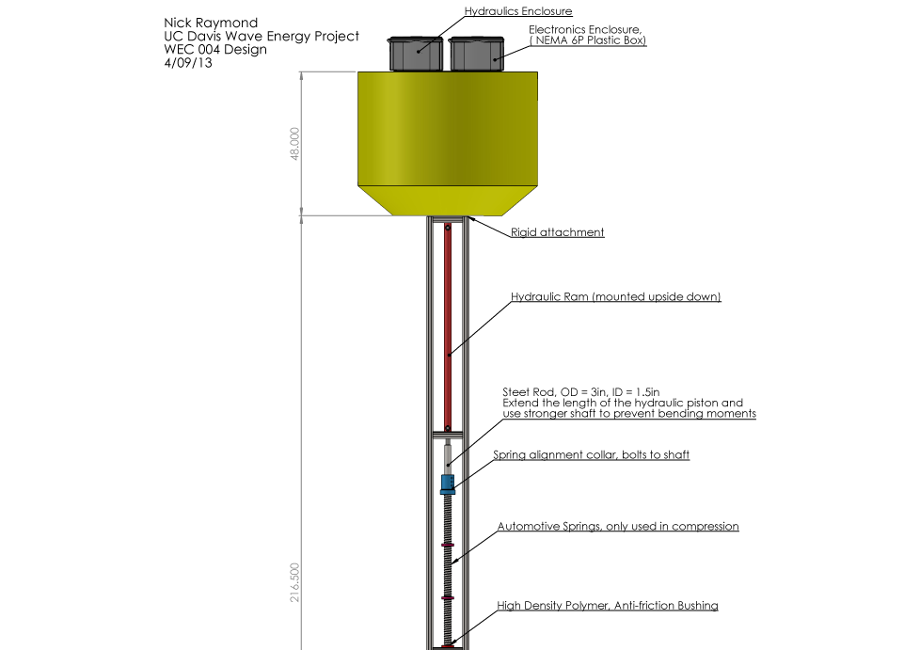 Nick Raymond
UC Davis Wave Energy Project
WEC 004 Design
4/09/13
Hydraulics Enclosure
Electronics Enclosure,
( NEMA 6P Plastic Box)
48.000
Rigid attachment
Hydraulic Ram (mounted upside down)
Steet Rod, OD = 3in, ID = 1.5in
Extend the length of the hydraulic piston and
use stronger shaft to prevent bending moments
Spring alignment collar, bolts to shaft
Automotive Springs, only used in compression
216.500
High Density Polymer, Anti-friction Bushing